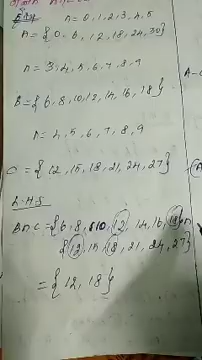 n = 0,1,2,3,4,5
A = {0, 6, 12, 18, 24, 30}
n = 3,4,5,6,7,8,9
B = {6, 8, 10, 12, 14, 16, 18}
n = 4, 5, 6, 7, 8, 9
C = {12, 15, 18, 21, 24, 27}
L.H.S
B∩C = {6, 8, 10, 12, 14, 16, 18} ∩
{12, 15, 18, 21, 24, 27}
= {12, 18}